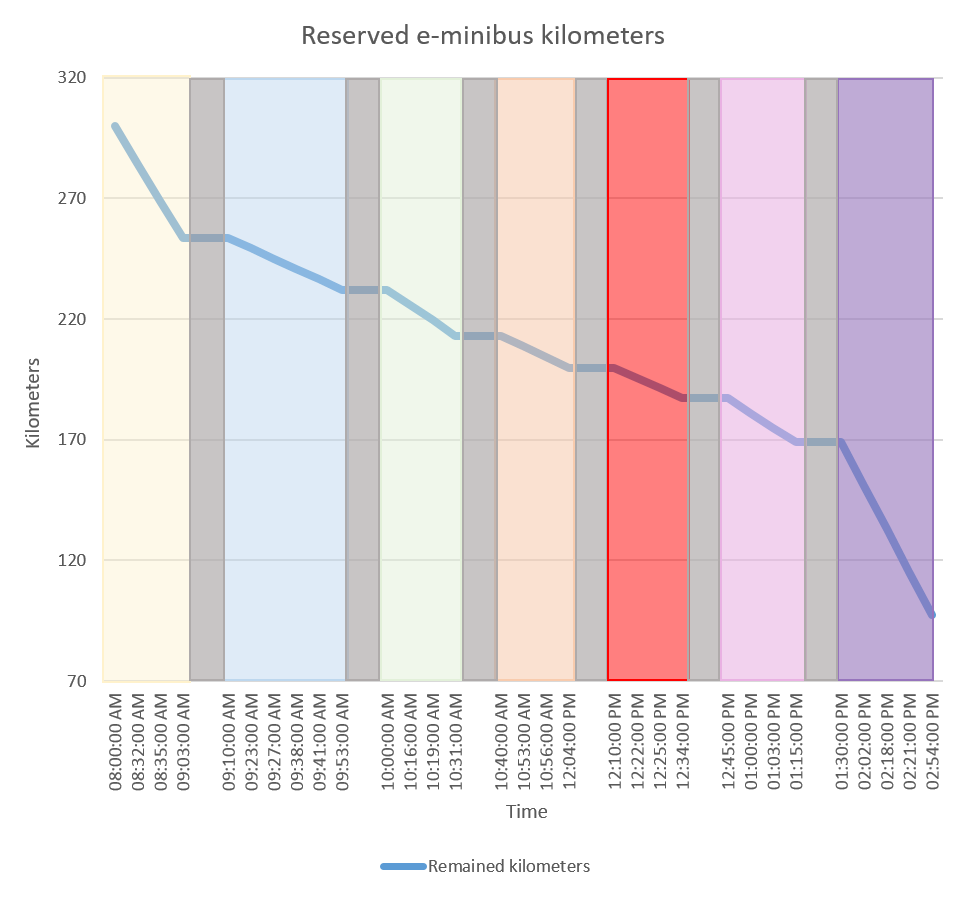 Reserved e-minibus kilometers
320
270
220
170
120
70
Kilometers
08:00:00 AM
08:32:00 AM
08:35:00 AM
09:03:00 AM
09:10:00 AM
09:23:00 AM
09:27:00 AM
09:38:00 AM
09:41:00 AM
09:53:00 AM
10:00:00 AM
10:16:00 AM
10:19:00 AM
10:31:00 AM
10:40:00 AM
10:53:00 AM
10:56:00 AM
12:04:00 PM
12:10:00 PM
12:22:00 PM
12:25:00 PM
12:34:00 PM
12:45:00 PM
01:00:00 PM
01:03:00 PM
01:15:00 PM
01:30:00 PM
02:02:00 PM
02:18:00 PM
02:21:00 PM
02:54:00 PM
Time
Remained kilometers